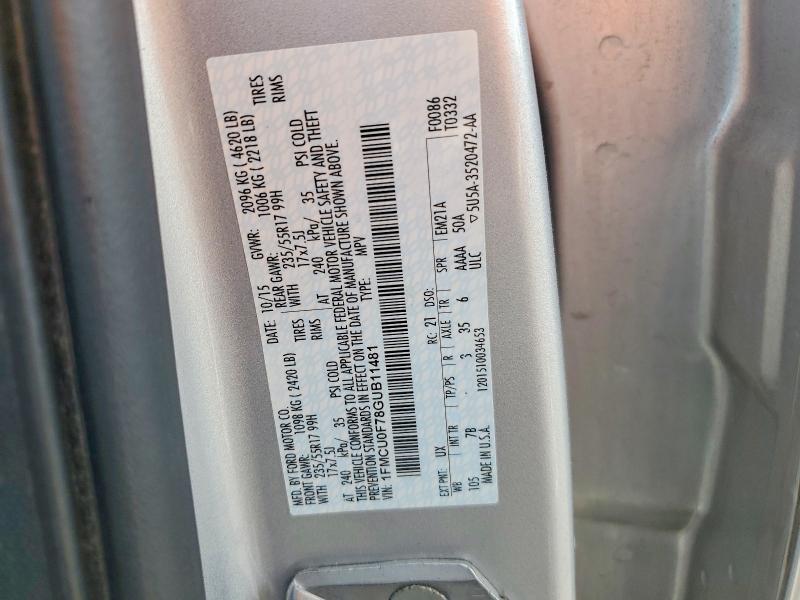 MFD. BY FORD MOTOR CO. DATE: 10/15 GVWR: 2096 KG ( 4620 LB)
FRONT GAWR: 1098 KG ( 2420 LB) REAR GAWR: 1006 KG ( 2218 LB)
WITH 235/55R17 99H TIRES WITH 235/55R17 99H TIRES
17x7.5J RIMS 17x7.5J RIMS
AT 240 kPa/ 35 PSI COLD AT 240 kPa/ 35 PSI COLD
THIS VEHICLE CONFORMS TO ALL APPLICABLE FEDERAL MOTOR VEHICLE SAFETY AND THEFT
PREVENTION STANDARDS IN EFFECT ON THE DATE OF MANUFACTURE SHOWN ABOVE.
VIN: 1FMCU0F78GUB11481 TYPE: MPV
F0086
T0332
EXT PNT: UX RC: 21 DSO:
WB INT TR TP/PS R AXLE TR SPR EM21A
105 7B . 3 35 6 AAAA 50A
MADE IN U.S.A. 1201510034653 ULC ▽5U5A-3520472-AA